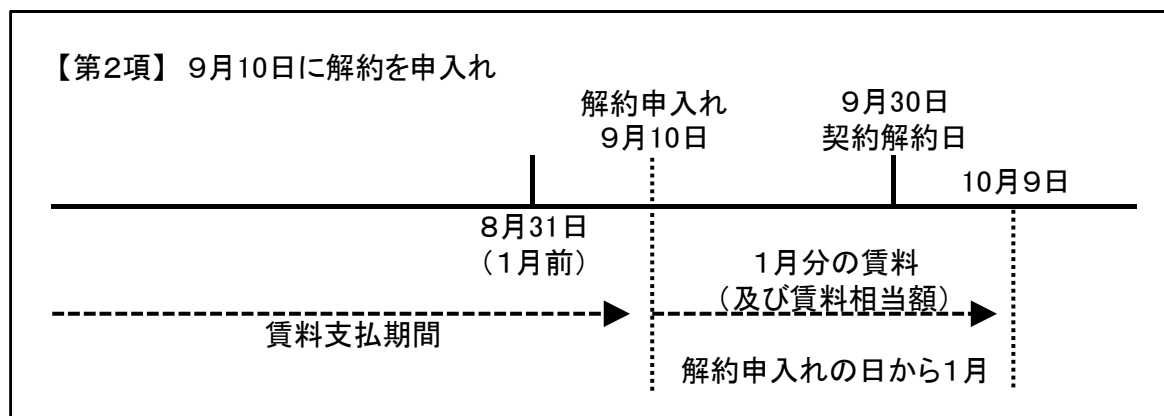 【第2項】 9月10日に解約を申入れ
解約申入れ
9月10日
9月30日
契約解約日
10月9日
8月31日
(1月前)
1月分の賃料
(及び賃料相当額)
賃料支払期間
解約申入れの日から1月